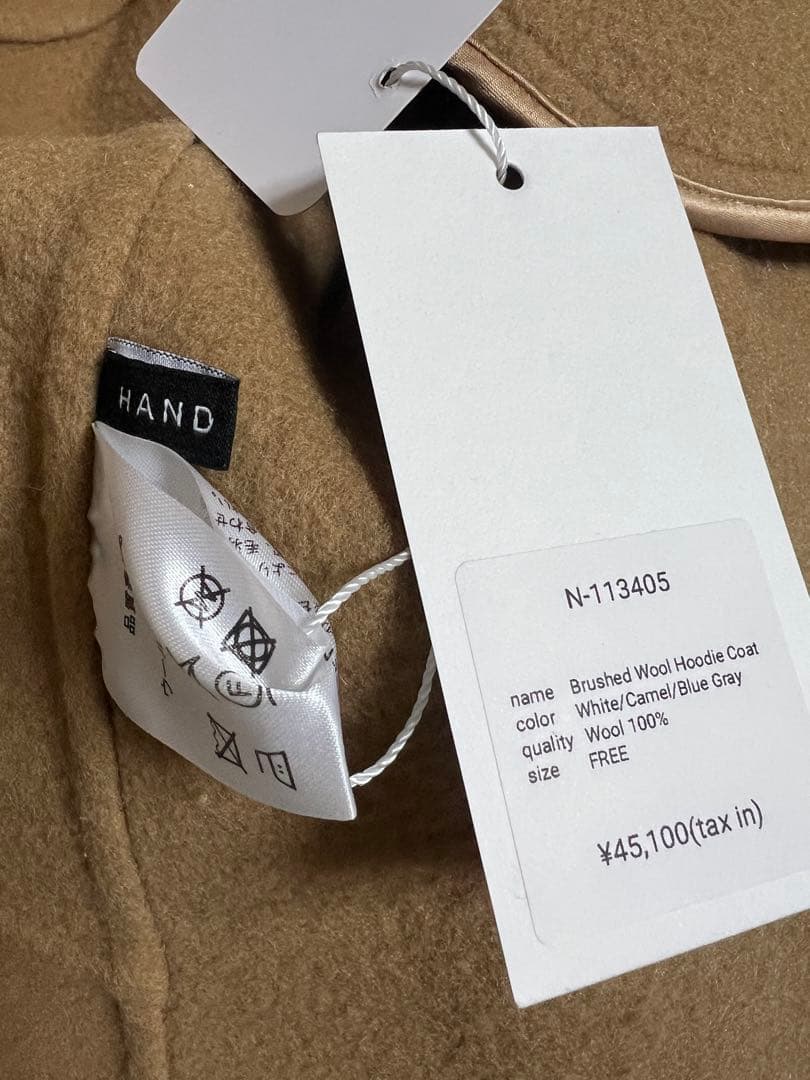 HAND
N-113405
name Brushed Wool Hoodie Coat
color White/Camel/Blue Gray
quality Wool 100%
size FREE
¥45,100(tax in)